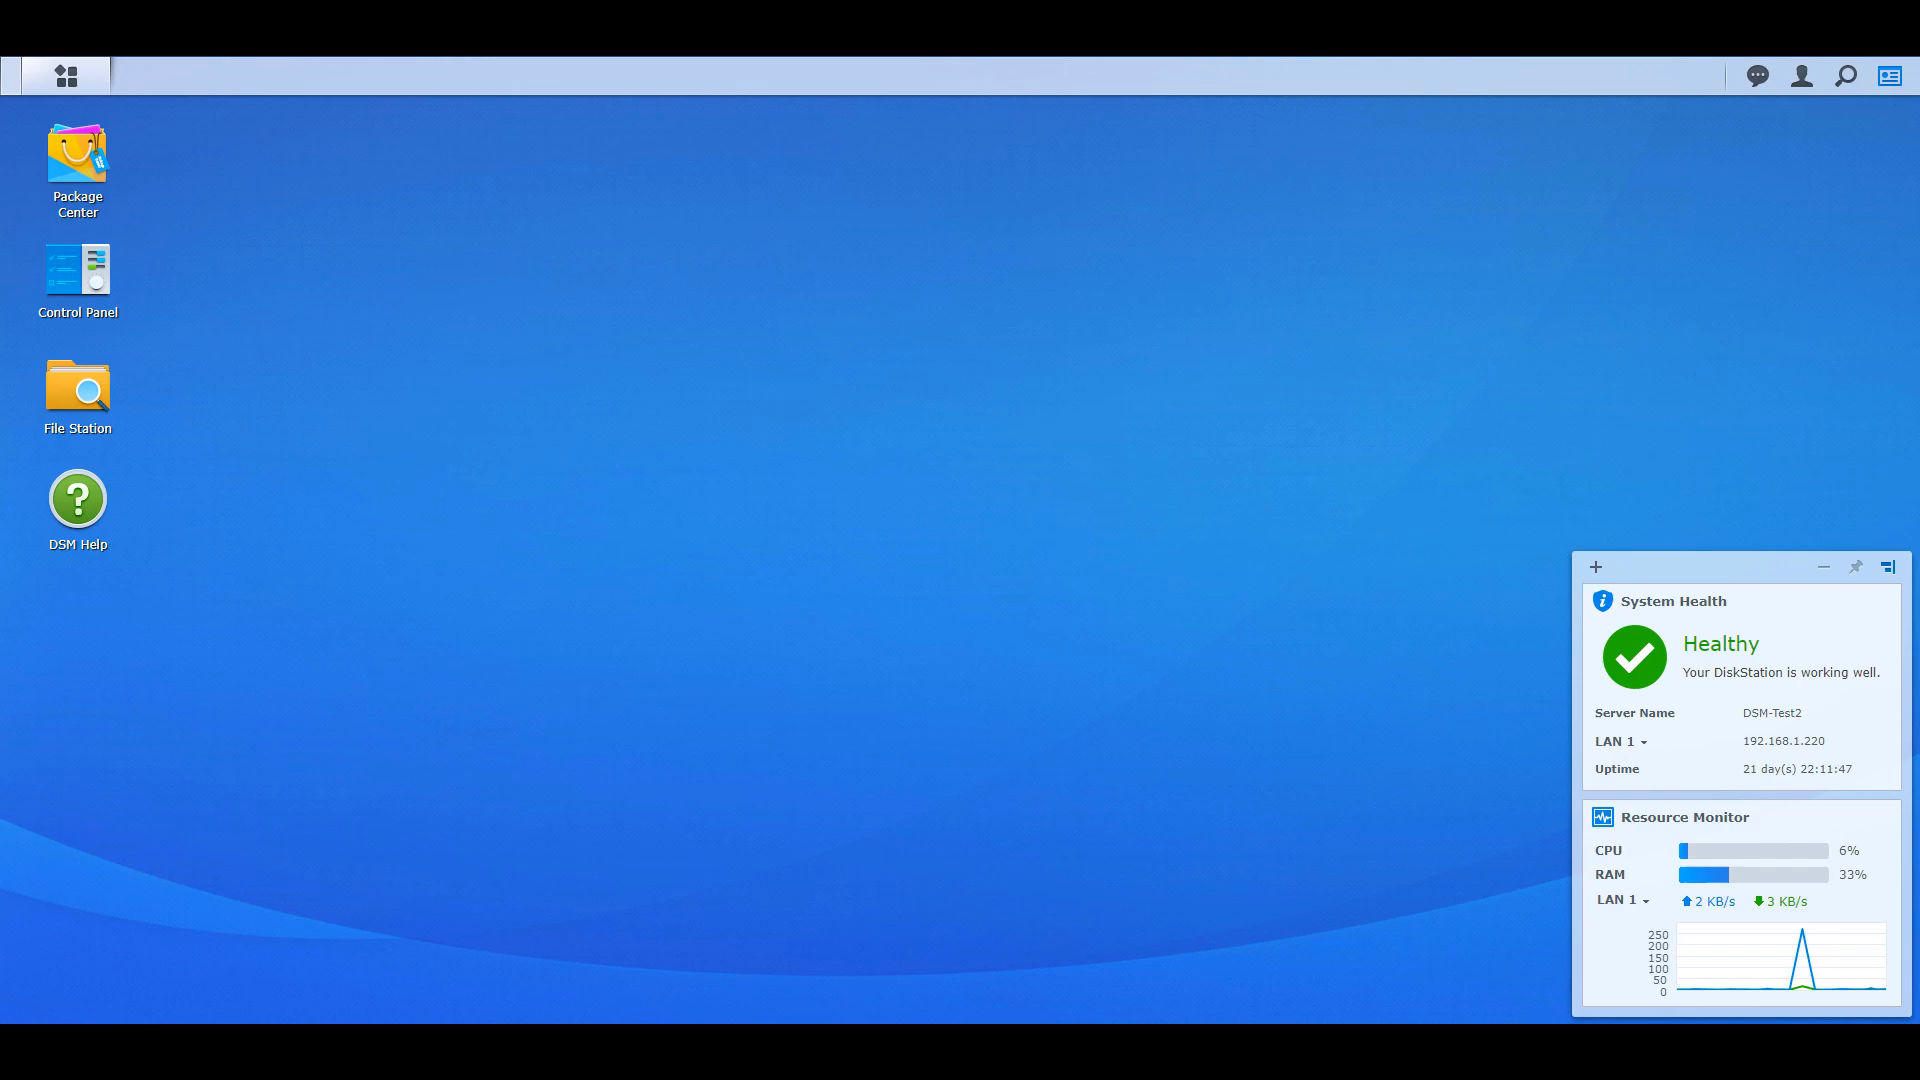 Package
Center
Control Panel
File Station
DSM Help
System Health
Healthy
Your DiskStation is working well.
Server Name DSM-Test2
LAN 1 192.168.1.220
Uptime 21 day(s) 22:11:47
Resource Monitor
CPU 6%
RAM 33%
LAN 1 2 KB/s 3 KB/s
250
200
150
100
50
0